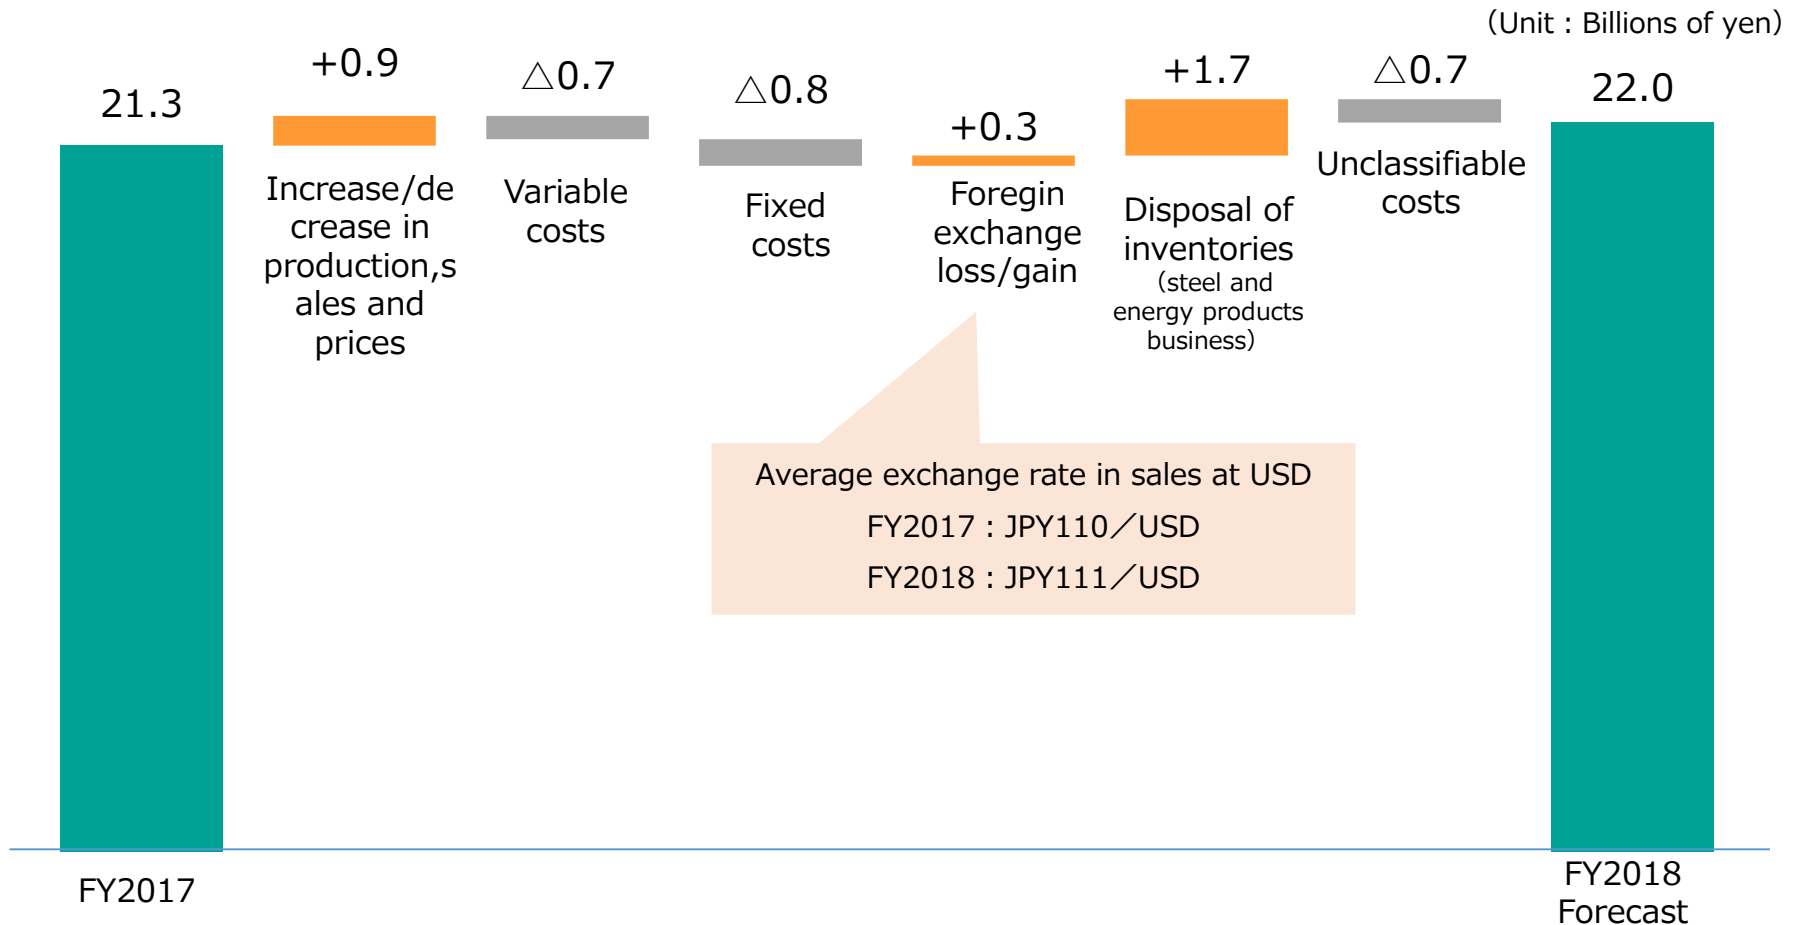 （Unit : Billions of yen）
21.3
+0.9
△0.7
△0.8
+0.3
+1.7
△0.7
22.0
Increase/de
crease in
production,s
ales and
prices
Variable
costs
Fixed
costs
Foregin
exchange
loss/gain
Disposal of
inventories
（steel and
energy products
business）
Unclassifiable
costs
Average exchange rate in sales at USD
FY2017 : JPY110／USD
FY2018 : JPY111／USD
FY2017
FY2018
Forecast